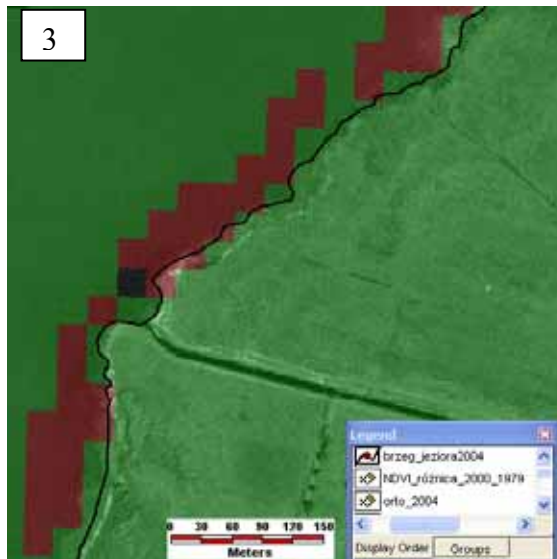 3
Legend
brzeg_jeziora2004
NDVI_różnica_2000_1979
orto_2004
Display Order Groups
0 30 60 90 120 150
Meters